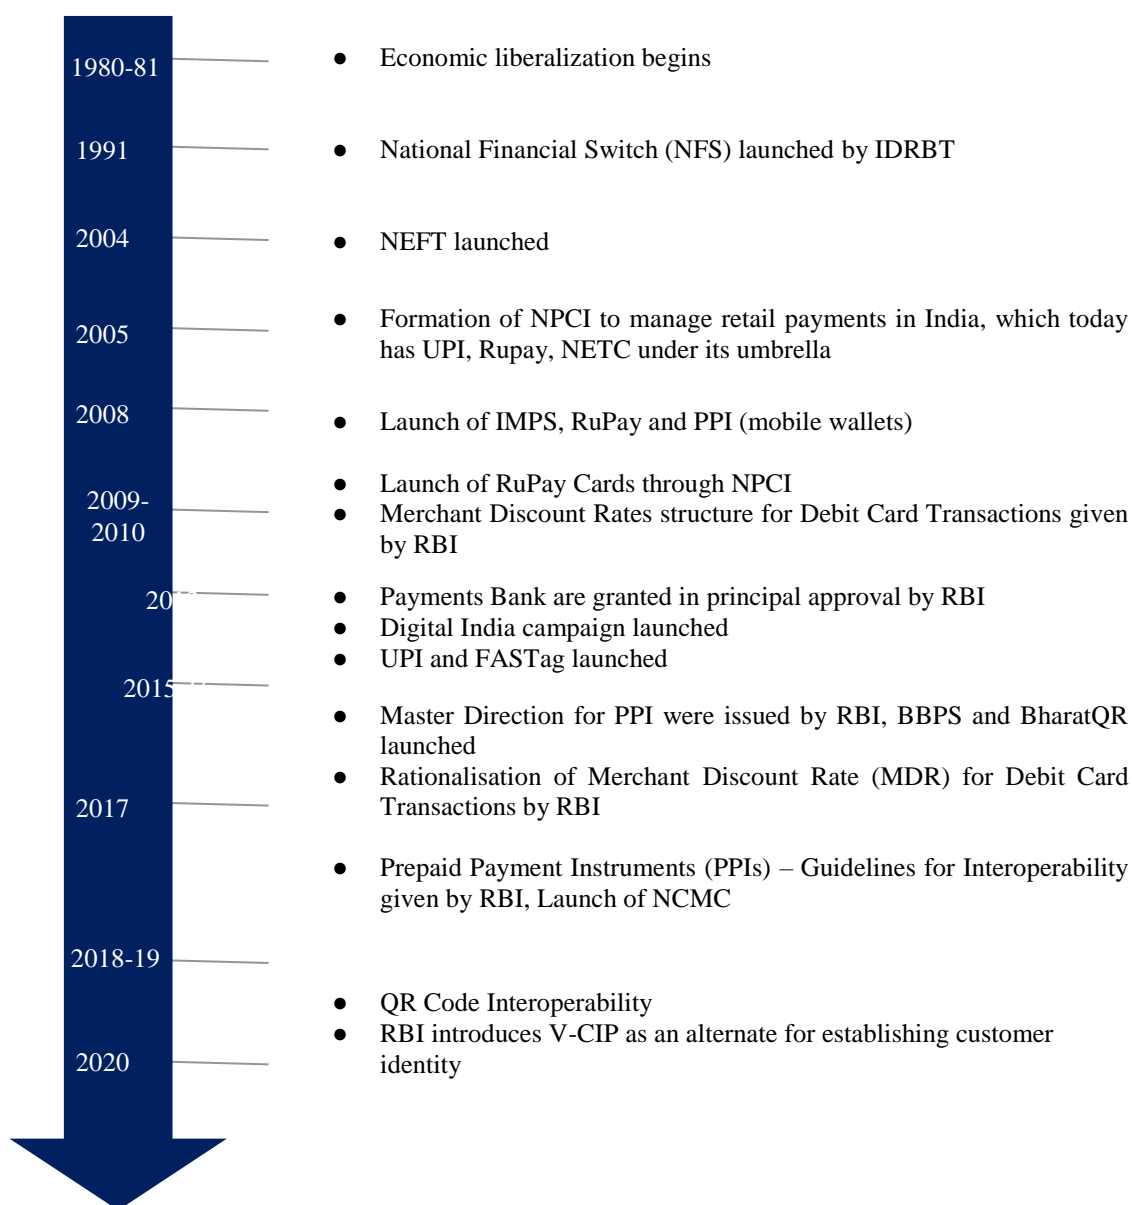 1980-81
● Economic liberalization begins
1991
● National Financial Switch (NFS) launched by IDRBT
2004
● NEFT launched
2005
● Formation of NPCI to manage retail payments in India, which today
has UPI, Rupay, NETC under its umbrella
2008
● Launch of IMPS, RuPay and PPI (mobile wallets)
2009-
2010
● Launch of RuPay Cards through NPCI
● Merchant Discount Rates structure for Debit Card Transactions given
by RBI
● Payments Bank are granted in principal approval by RBI
● Digital India campaign launched
● UPI and FASTag launched
● Master Direction for PPI were issued by RBI, BBPS and BharatQR
launched
● Rationalisation of Merchant Discount Rate (MDR) for Debit Card
Transactions by RBI
2017
● Prepaid Payment Instruments (PPIs) – Guidelines for Interoperability
given by RBI, Launch of NCMC
2018-19
● QR Code Interoperability
● RBI introduces V-CIP as an alternate for establishing customer
identity
2020